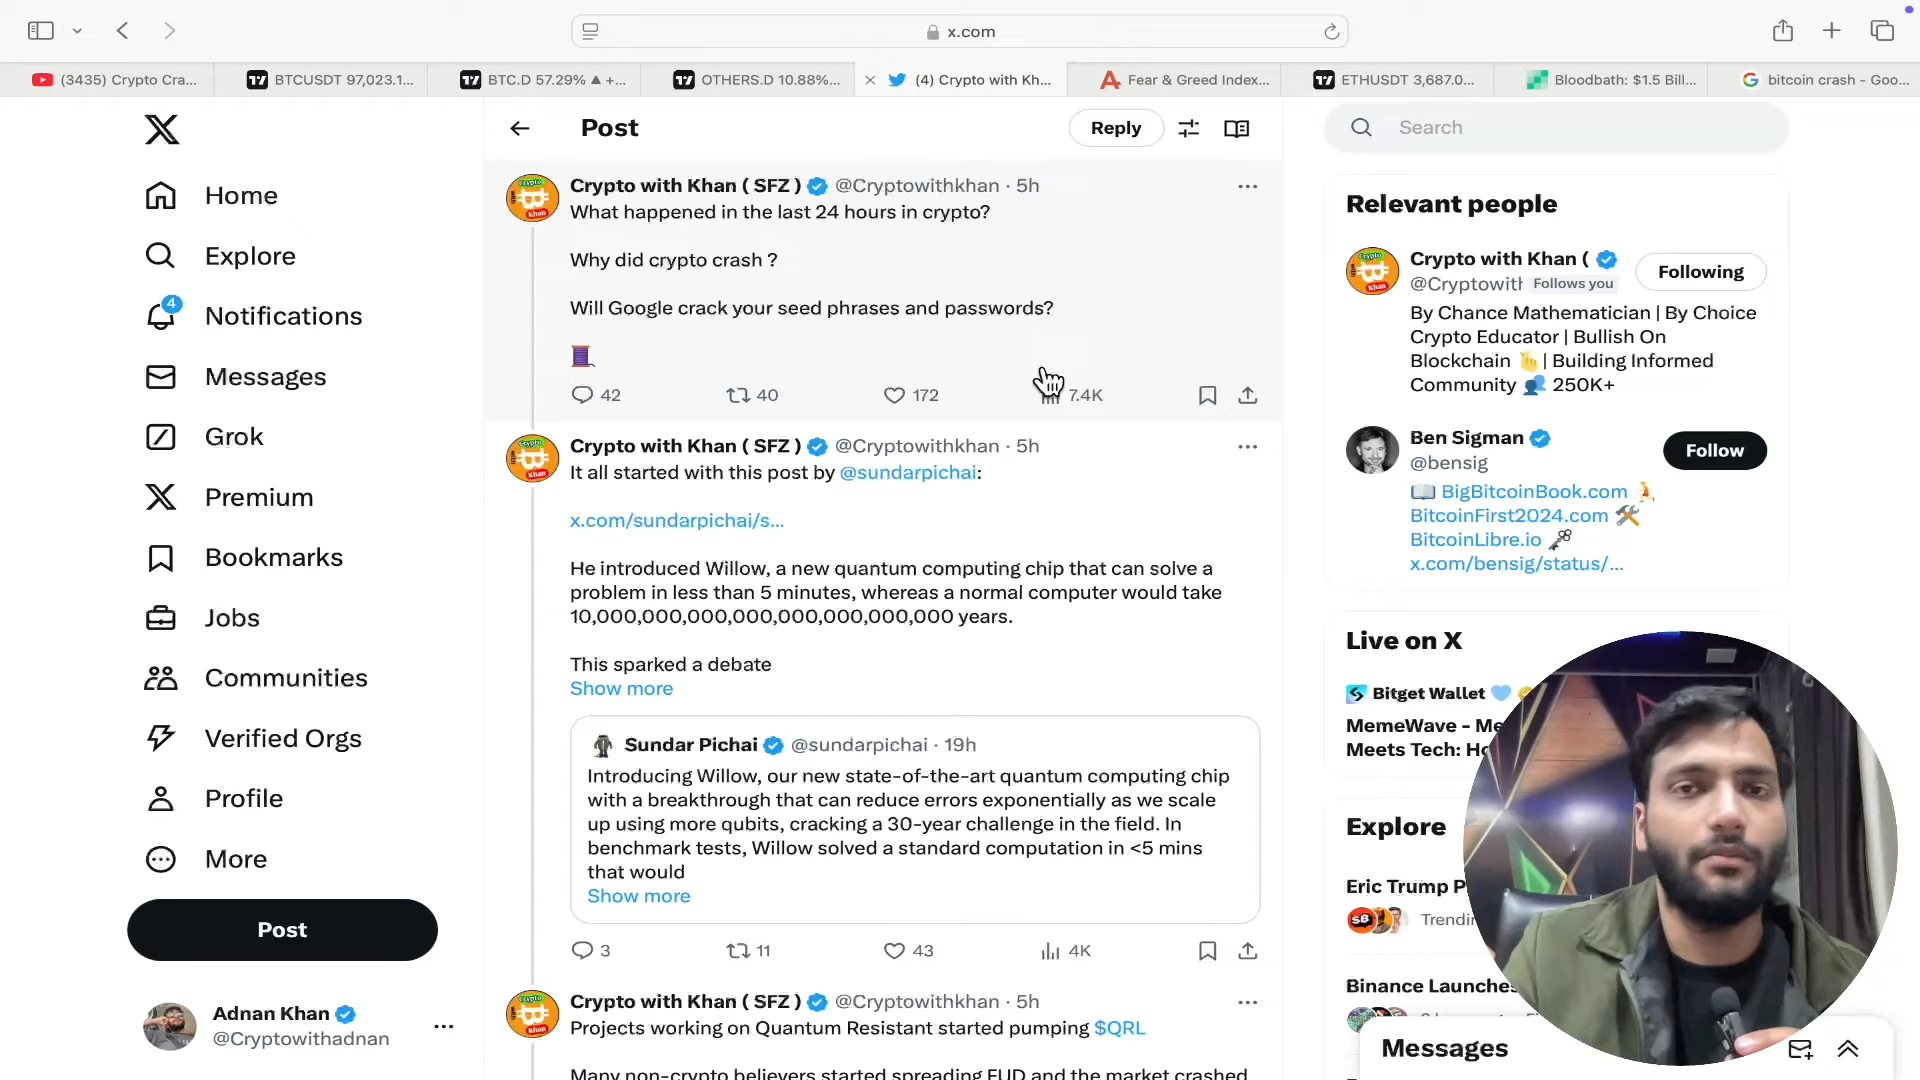 x.com
(3435) Crypto Cra...
BTCUSDT 97,023.1...
BTC.D 57.29% ▲ +...
OTHERS.D 10.88%...
(4) Crypto with Kh...
Fear & Greed Index...
ETHUSDT 3,687.0...
Bloodbath: $1.5 Bill...
bitcoin crash - Goo...
Home
Explore
4
Notifications
Messages
Grok
Premium
Bookmarks
Jobs
Communities
Verified Orgs
Profile
More
Post
Adnan Khan
@Cryptowithadnan
Post
Reply
Crypto with Khan ( SFZ ) @Cryptowithkhan · 5h
What happened in the last 24 hours in crypto?
Why did crypto crash ?
Will Google crack your seed phrases and passwords?
42 40 172 7.4K
Crypto with Khan ( SFZ ) @Cryptowithkhan · 5h
It all started with this post by @sundarpichai:
x.com/sundarpichai/s...
He introduced Willow, a new quantum computing chip that can solve a
problem in less than 5 minutes, whereas a normal computer would take
10,000,000,000,000,000,000,000,000 years.
This sparked a debate
Show more
Sundar Pichai @sundarpichai · 19h
Introducing Willow, our new state-of-the-art quantum computing chip
with a breakthrough that can reduce errors exponentially as we scale
up using more qubits, cracking a 30-year challenge in the field. In
benchmark tests, Willow solved a standard computation in <5 mins
that would
Show more
3 11 43 4K
Crypto with Khan ( SFZ ) @Cryptowithkhan · 5h
Projects working on Quantum Resistant started pumping $QRL
Many non-crypto believers started spreading FUD and the market crashed
Search
Relevant people
Crypto with Khan (
@Cryptowitl Follows you
Following
By Chance Mathematician | By Choice
Crypto Educator | Bullish On
Blockchain | Building Informed
Community 250K+
Ben Sigman
@bensig
Follow
BigBitcoinBook.com
BitcoinFirst2024.com
BitcoinLibre.io
x.com/bensig/status/...
Live on X
Bitget Wallet
MemeWave - Me
Meets Tech: Ho
Explore
Eric Trump P
Trendin
Binance Launches
Messages